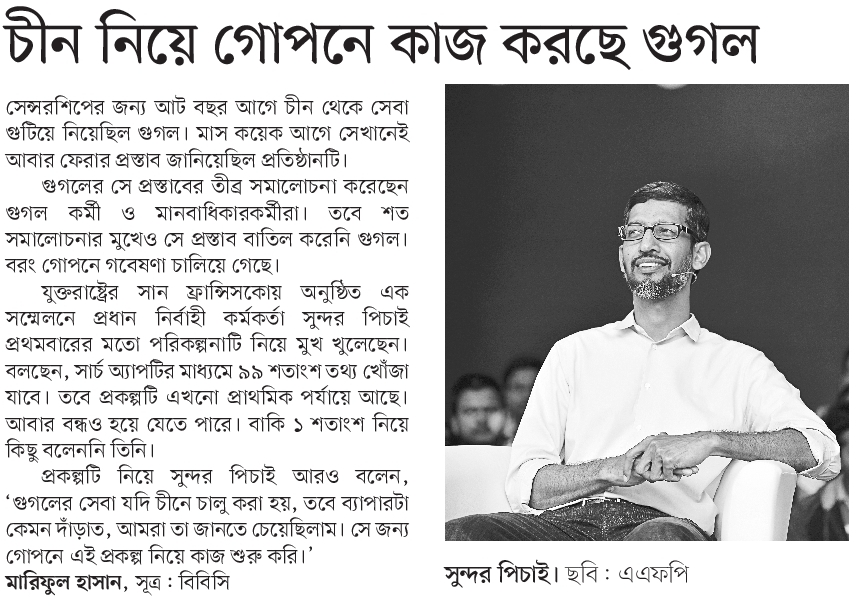 চীন নিয়ে গোপনে কাজ করছে গুগল
সেন্সরশিপের জন্য আট বছর আগে চীন থেকে সেবা
গুটিয়ে নিয়েছিল গুগল। মাস কয়েক আগে সেখানেই
আবার ফেরার প্রস্তাব জানিয়েছিল প্রতিষ্ঠানটি।
গুগলের সে প্রস্তাবের তীব্র সমালোচনা করেছেন
গুগল কর্মী ও মানবাধিকারকর্মীরা। তবে শত
সমালোচনার মুখেও সে প্রস্তাব বাতিল করেনি গুগল।
বরং গোপনে গবেষণা চালিয়ে গেছে।
যুক্তরাষ্ট্রের সান ফ্রান্সিসকোয় অনুষ্ঠিত এক
সম্মেলনে প্রধান নির্বাহী কর্মকর্তা সুন্দর পিচাই
প্রথমবারের মতো পরিকল্পনাটি নিয়ে মুখ খুলেছেন।
বলছেন, সার্চ অ্যাপটির মাধ্যমে ৯৯ শতাংশ তথ্য খোঁজা
যাবে। তবে প্রকল্পটি এখনো প্রাথমিক পর্যায়ে আছে।
আবার বন্ধও হয়ে যেতে পারে। বাকি ১ শতাংশ নিয়ে
কিছু বলেননি তিনি।
প্রকল্পটি নিয়ে সুন্দর পিচাই আরও বলেন,
‘গুগলের সেবা যদি চীনে চালু করা হয়, তবে ব্যাপারটা
কেমন দাঁড়াত, আমরা তা জানতে চেয়েছিলাম। সে জন্য
গোপনে এই প্রকল্প নিয়ে কাজ শুরু করি।’
মারিফুল হাসান, সূত্র : বিবিসি
সুন্দর পিচাই। ছবি : এএফপি